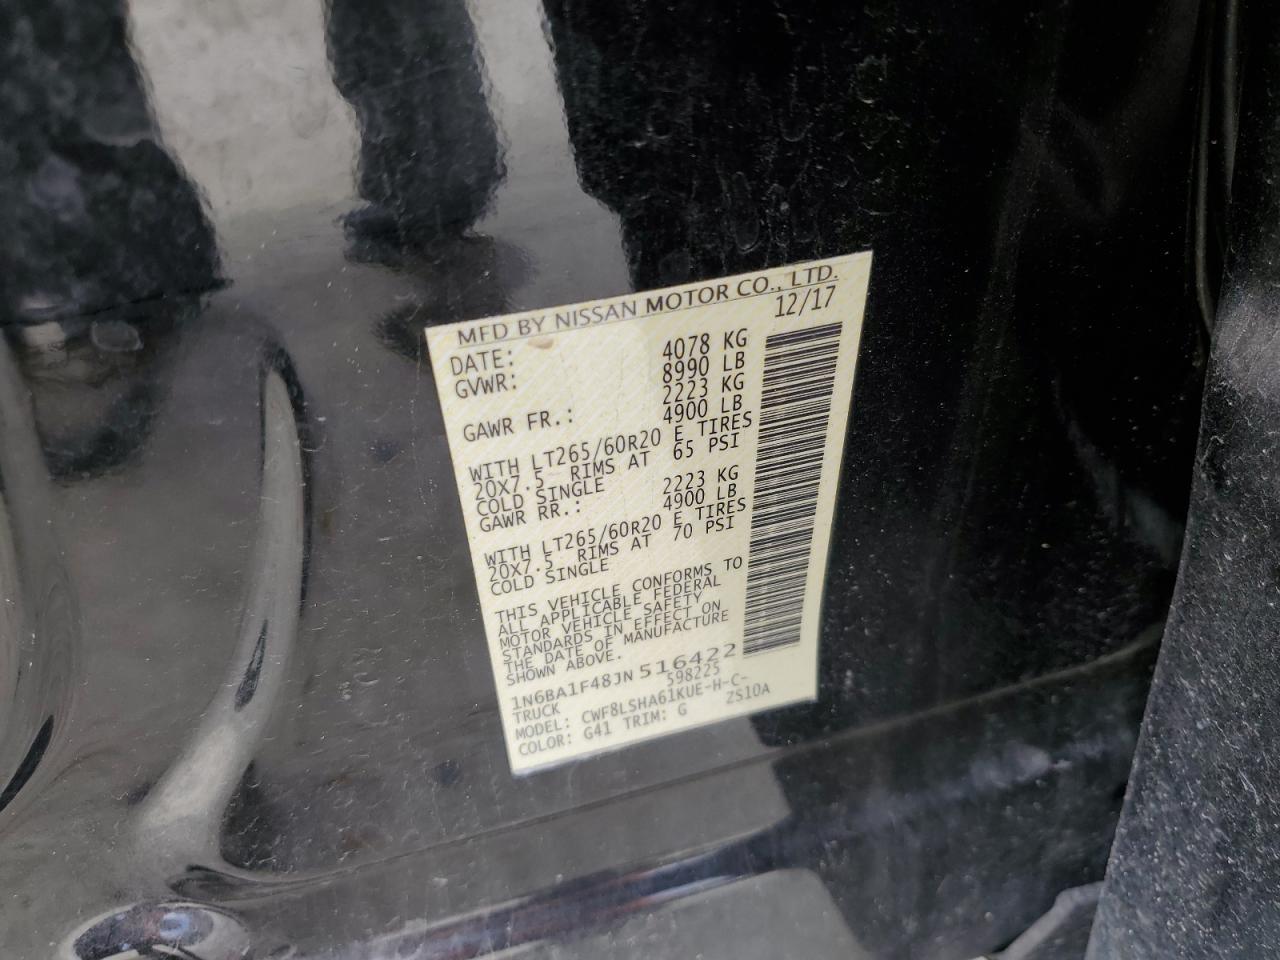 MFD BY NISSAN MOTOR CO., LTD.
DATE: 12/17
GVWR: 4078 KG
8990 LB
GAWR FR.: 2223 KG
4900 LB
WITH LT265/60R20 E TIRES
20X7.5 RIMS AT 65 PSI
COLD SINGLE
GAWR RR.: 2223 KG
4900 LB
WITH LT265/60R20 E TIRES
20X7.5 RIMS AT 70 PSI
COLD SINGLE
THIS VEHICLE CONFORMS TO
ALL APPLICABLE FEDERAL
MOTOR VEHICLE SAFETY
STANDARDS IN EFFECT ON
THE DATE OF MANUFACTURE
SHOWN ABOVE.
1N6BA1F48JN516422
TRUCK 598225
MODEL: CWF8LSHA61KUE-H-C-
COLOR: G41 TRIM: G ZS10A